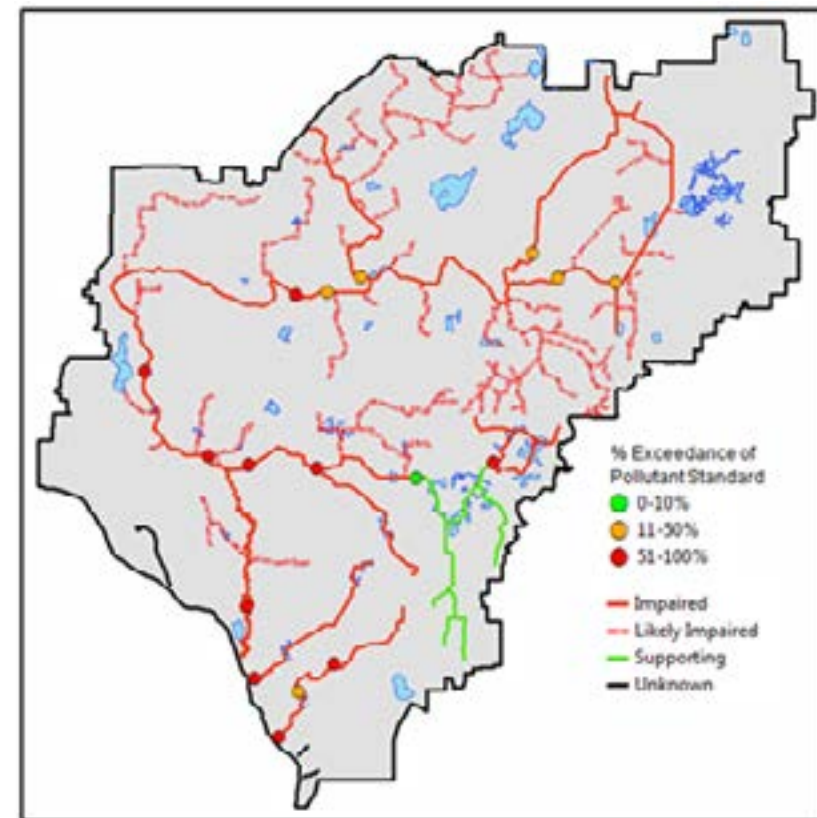 % Exceedance of
Pollutant Standard
0-10%
11-50%
51-100%
Impaired
Likely Impaired
Supporting
Unknown